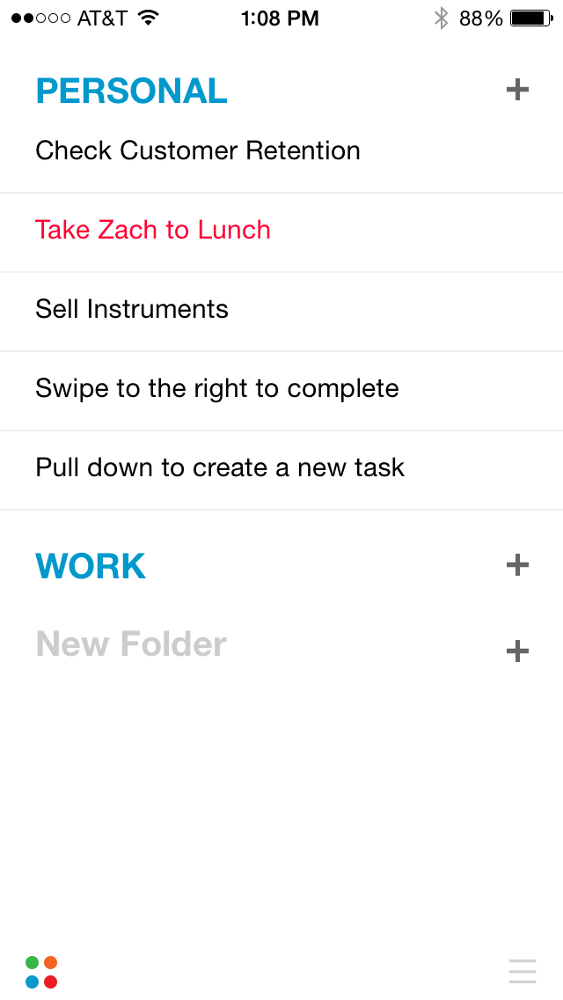 AT&T 1:08 PM 88%
PERSONAL
Check Customer Retention
Take Zach to Lunch
Sell Instruments
Swipe to the right to complete
Pull down to create a new task
WORK
New Folder